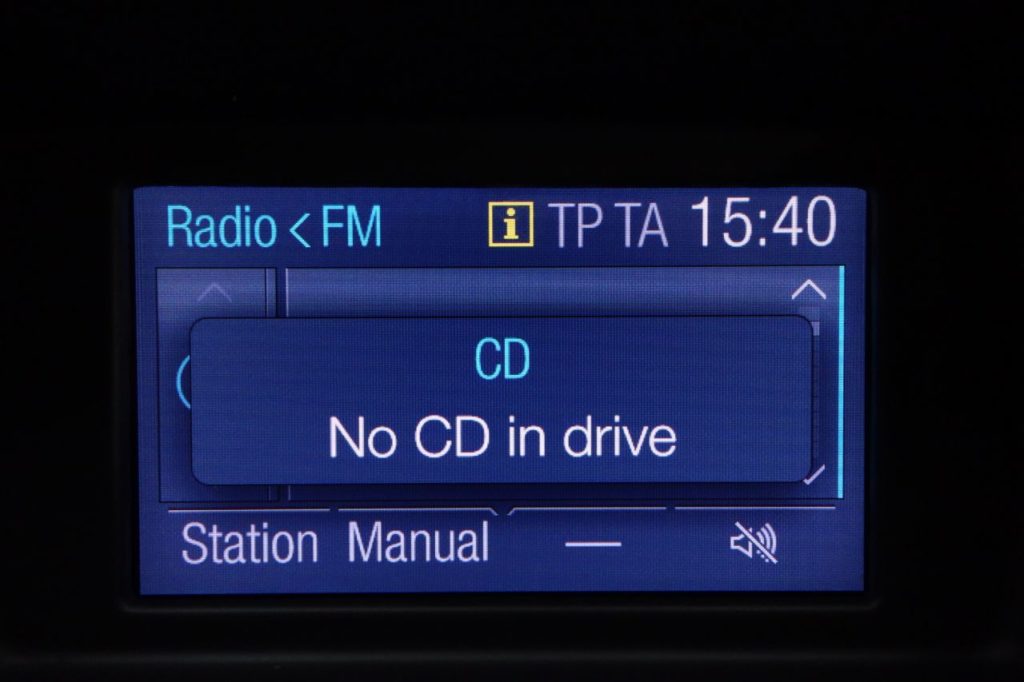 Radio < FM i TP TA 15:40
CD
No CD in drive
Station Manual —